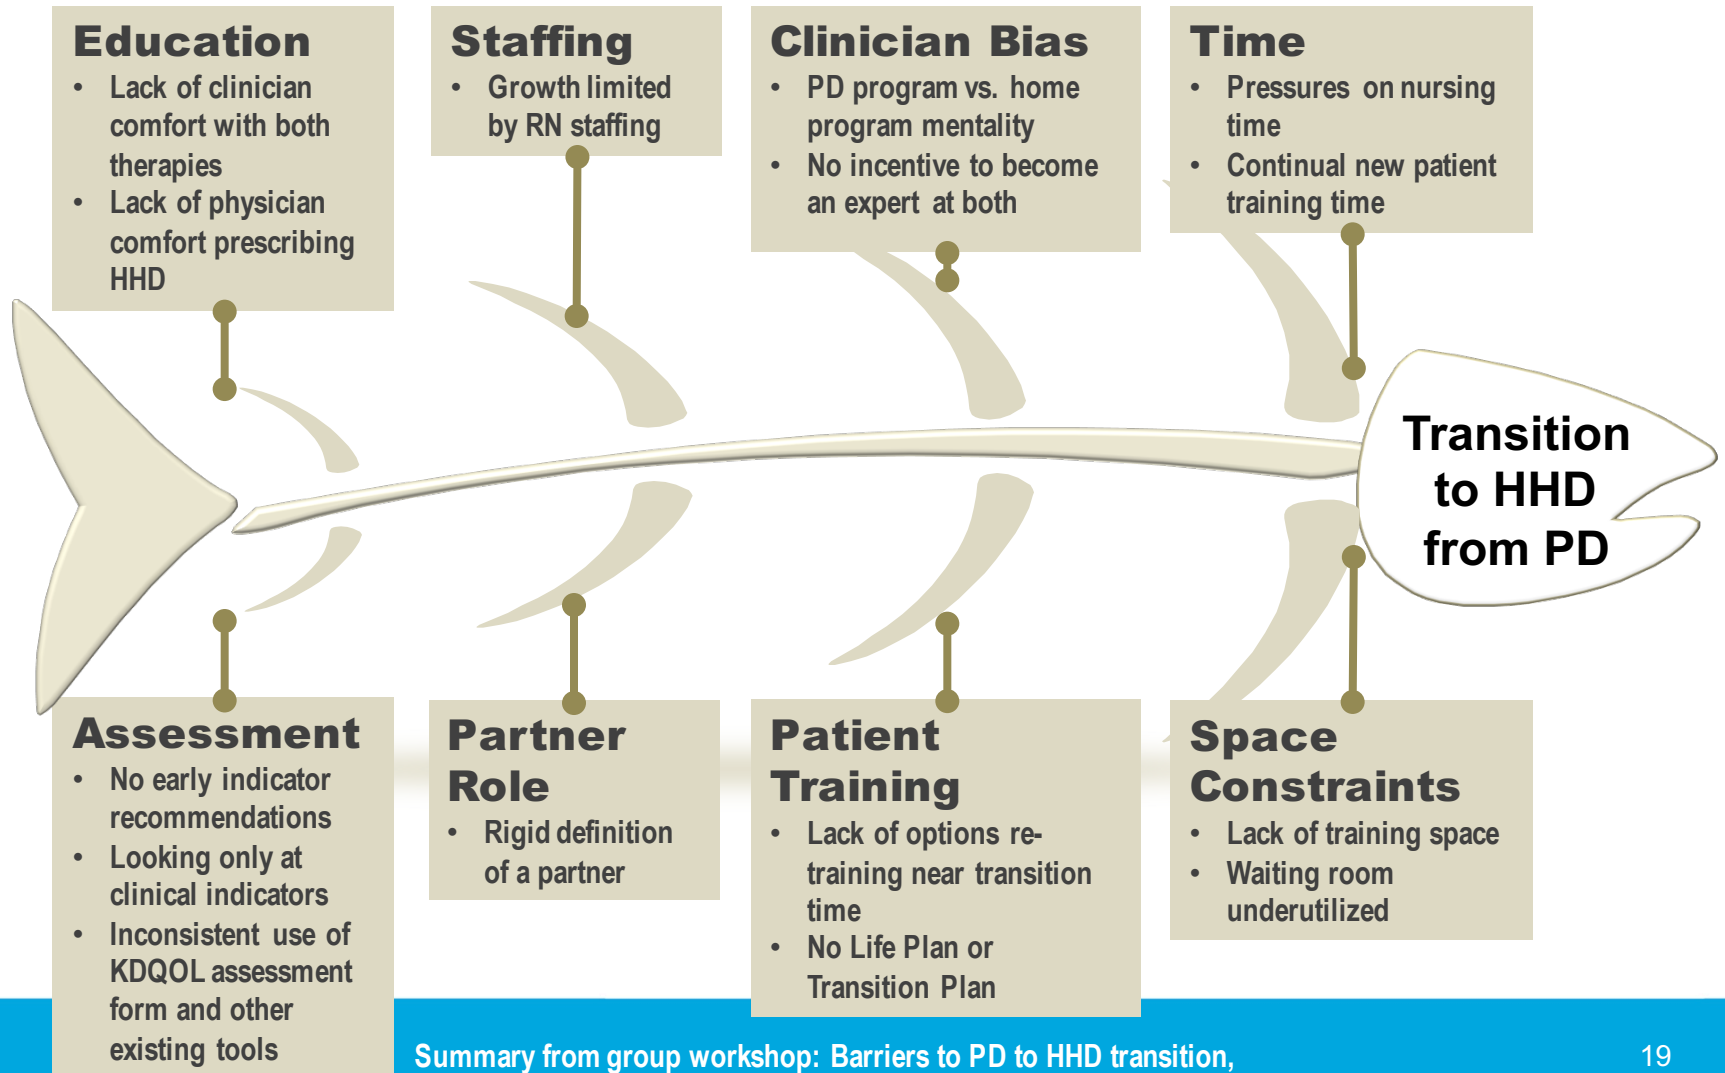 Education
• Lack of clinician
comfort with both
therapies
• Lack of physician
comfort prescribing
HHD
Staffing
• Growth limited
by RN staffing
Clinician Bias
• PD program vs. home
program mentality
• No incentive to become
an expert at both
Time
• Pressures on nursing
time
• Continual new patient
training time
Transition
to HHD
from PD
Assessment
• No early indicator
recommendations
• Looking only at
clinical indicators
• Inconsistent use of
KDQOL assessment
form and other
existing tools
Partner
Role
• Rigid definition
of a partner
Patient
Training
• Lack of options re-
training near transition
time
• No Life Plan or
Transition Plan
Space
Constraints
• Lack of training space
• Waiting room
underutilized
Summary from group workshop: Barriers to PD to HHD transition,
19